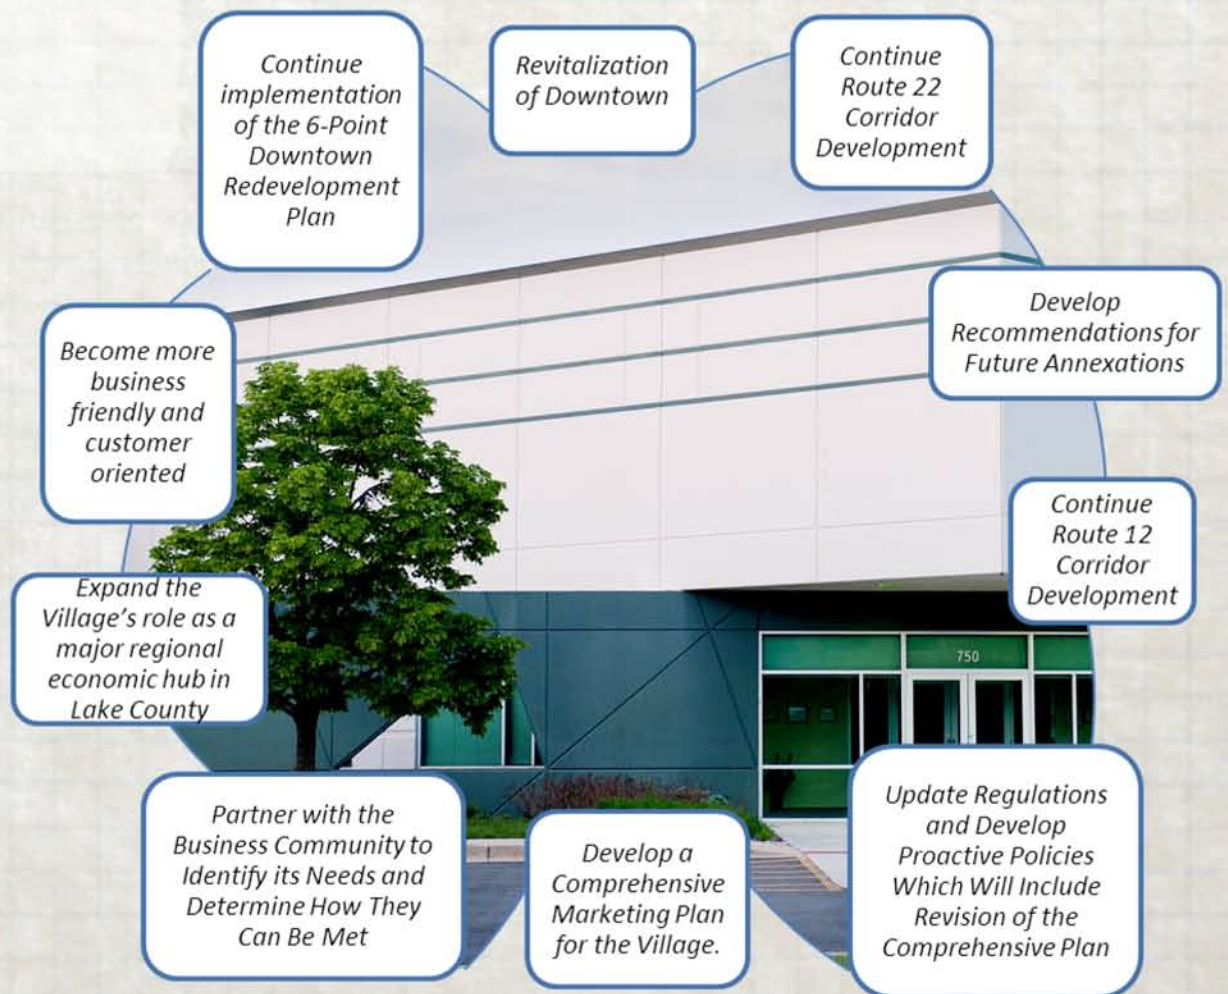 Revitalization
of Downtown
Continue
Route 22
Corridor
Development
Develop
Recommendations for
Future Annexations
Continue
Route 12
Corridor
Development
Update Regulations
and Develop
Proactive Policies
Which Will Include
Revision of the
Comprehensive Plan
Develop a
Comprehensive
Marketing Plan
for the Village.
Partner with the
Business Community to
Identify its Needs and
Determine How They
Can Be Met
Expand the
Village's role as a
major regional
economic hub in
Lake County
Become more
business
friendly and
customer
oriented
Continue
implementation
of the 6-Point
Downtown
Redevelopment
Plan
750